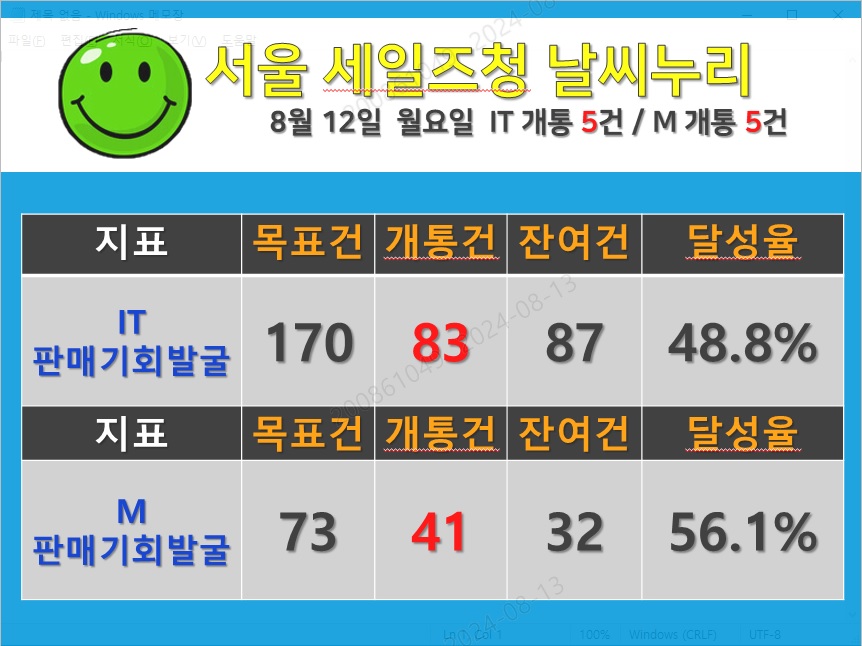 제목 없음 - Windows 메모장
파일(F) 편집(E) 서식(O) 보기(V) 도움말
서울 세일즈청 날씨누리
8월 12일 월요일 IT 개통 5건 / M 개통 5건
지표 목표건 개통건 잔여건 달성율
IT
판매기회발굴 170 83 87 48.8%
지표 목표건 개통건 잔여건 달성율
M
판매기회발굴 73 41 32 56.1%
2024-08-13
2024-08-13
Ln 1, Col 1 100% Windows (CRLF) UTF-8